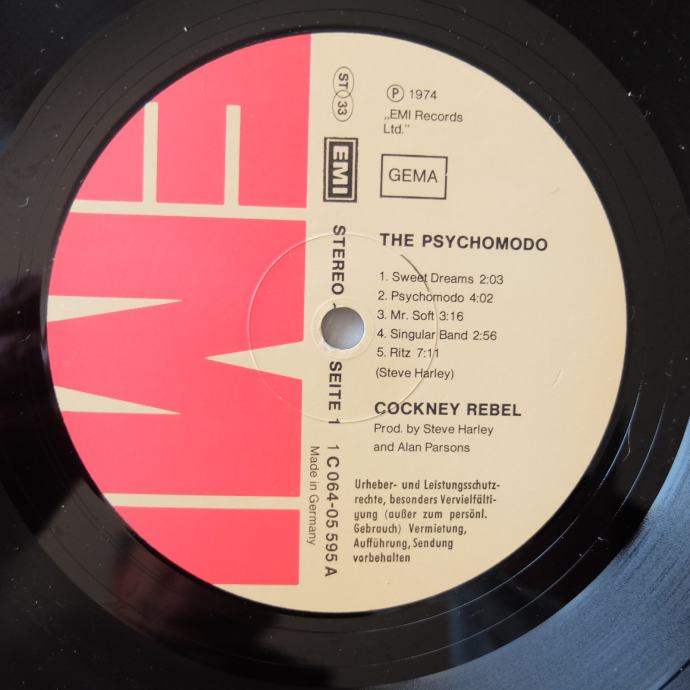 EMI
ST 33
℗ 1974
„EMI Records
Ltd."
EMI
GEMA
STEREO - SEITE 1 1 C 064-05 595 A
Made in Germany
THE PSYCHOMODO
1. Sweet Dreams 2:03
2. Psychomodo 4:02
3. Mr. Soft 3:16
4. Singular Band 2:56
5. Ritz 7:11
(Steve Harley)
COCKNEY REBEL
Prod. by Steve Harley
and Alan Parsons
Urheber- und Leistungsschutz-
rechte, besonders Vervielfälti-
gung (außer zum persönl.
Gebrauch) Vermietung,
Aufführung, Sendung
vorbehalten